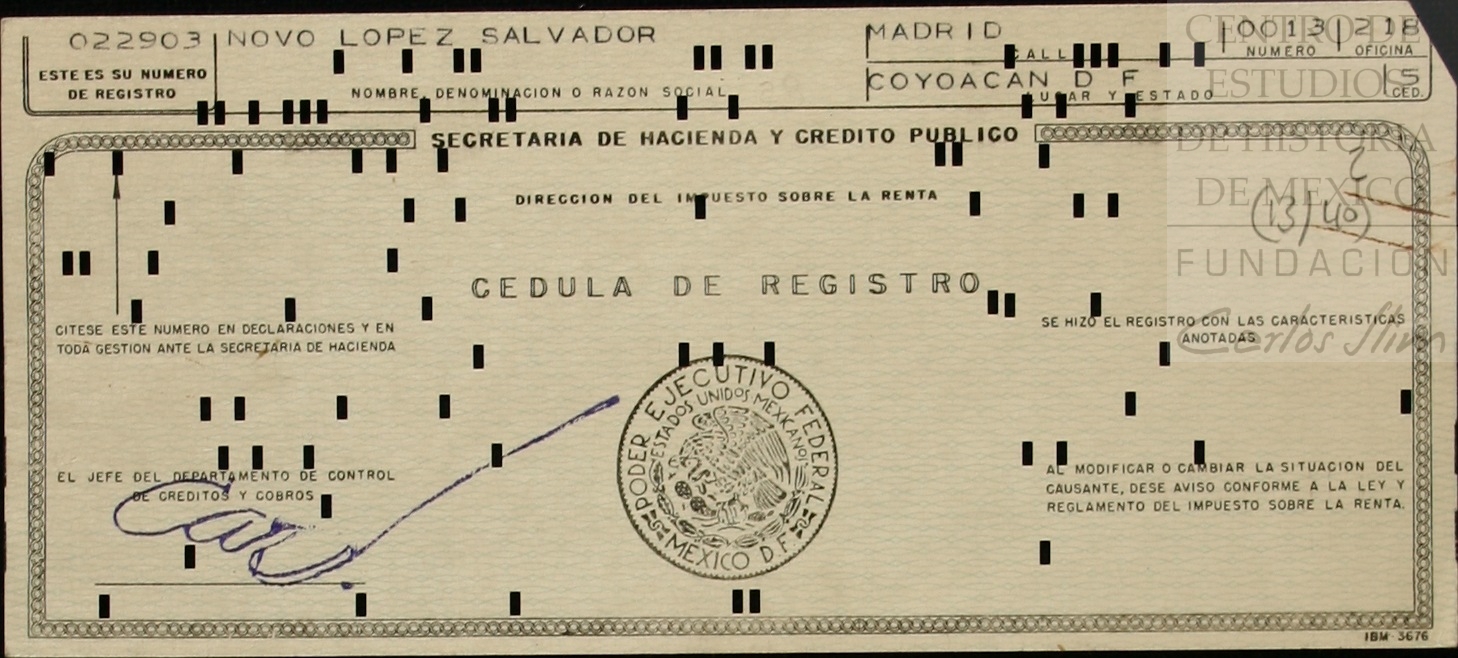 022903 NOVO LOPEZ SALVADOR MADRID 0013 218
CALLE NUMERO OFICINA
ESTE ES SU NUMERO
DE REGISTRO
NOMBRE, DENOMINACION O RAZON SOCIAL
COYOACAN D F 5
LUGAR Y ESTADO CED.
SECRETARIA DE HACIENDA Y CREDITO PUBLICO
DIRECCION DEL IMPUESTO SOBRE LA RENTA
(13/40)
CEDULA DE REGISTRO
CITESE ESTE NUMERO EN DECLARACIONES Y EN
TODA GESTION ANTE LA SECRETARIA DE HACIENDA
SE HIZO EL REGISTRO CON LAS CARACTERISTICAS
ANOTADAS
PODER EJECUTIVO FEDERAL
ESTADOS UNIDOS MEXICANOS
MEXICO D.F.
EL JEFE DEL DEPARTAMENTO DE CONTROL
DE CREDITOS Y COBROS
AL MODIFICAR O CAMBIAR LA SITUACION DEL
CAUSANTE, DESE AVISO CONFORME A LA LEY Y
REGLAMENTO DEL IMPUESTO SOBRE LA RENTA.
IBM-3676
CENTRO DE
ESTUDIOS
DE HISTORIA
DE MEXICO
FUNDACION
Carlos Slim